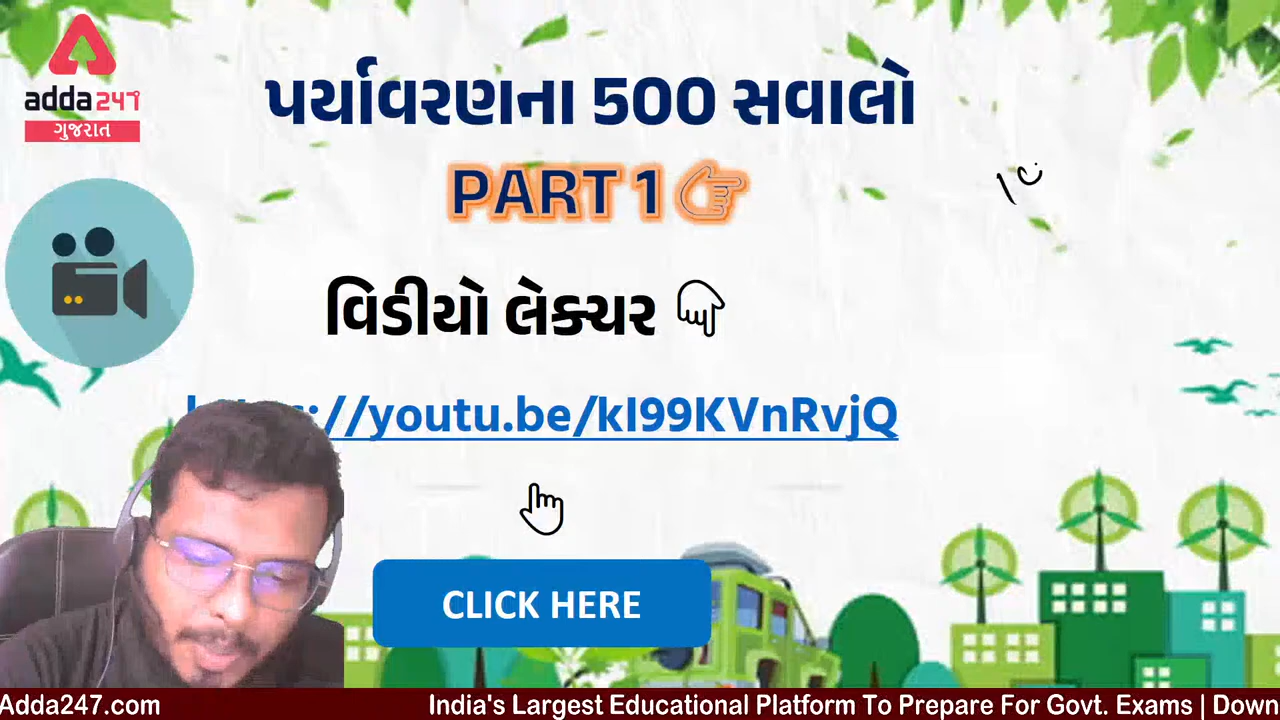 adda247
ગુજરાત
પર્યાવરણના 500 સવાલો
PART 1
વિડીયો લેક્ચર
://youtu.be/kI99KVnRvjQ
CLICK HERE
Adda247.com
India's Largest Educational Platform To Prepare For Govt. Exams | Down